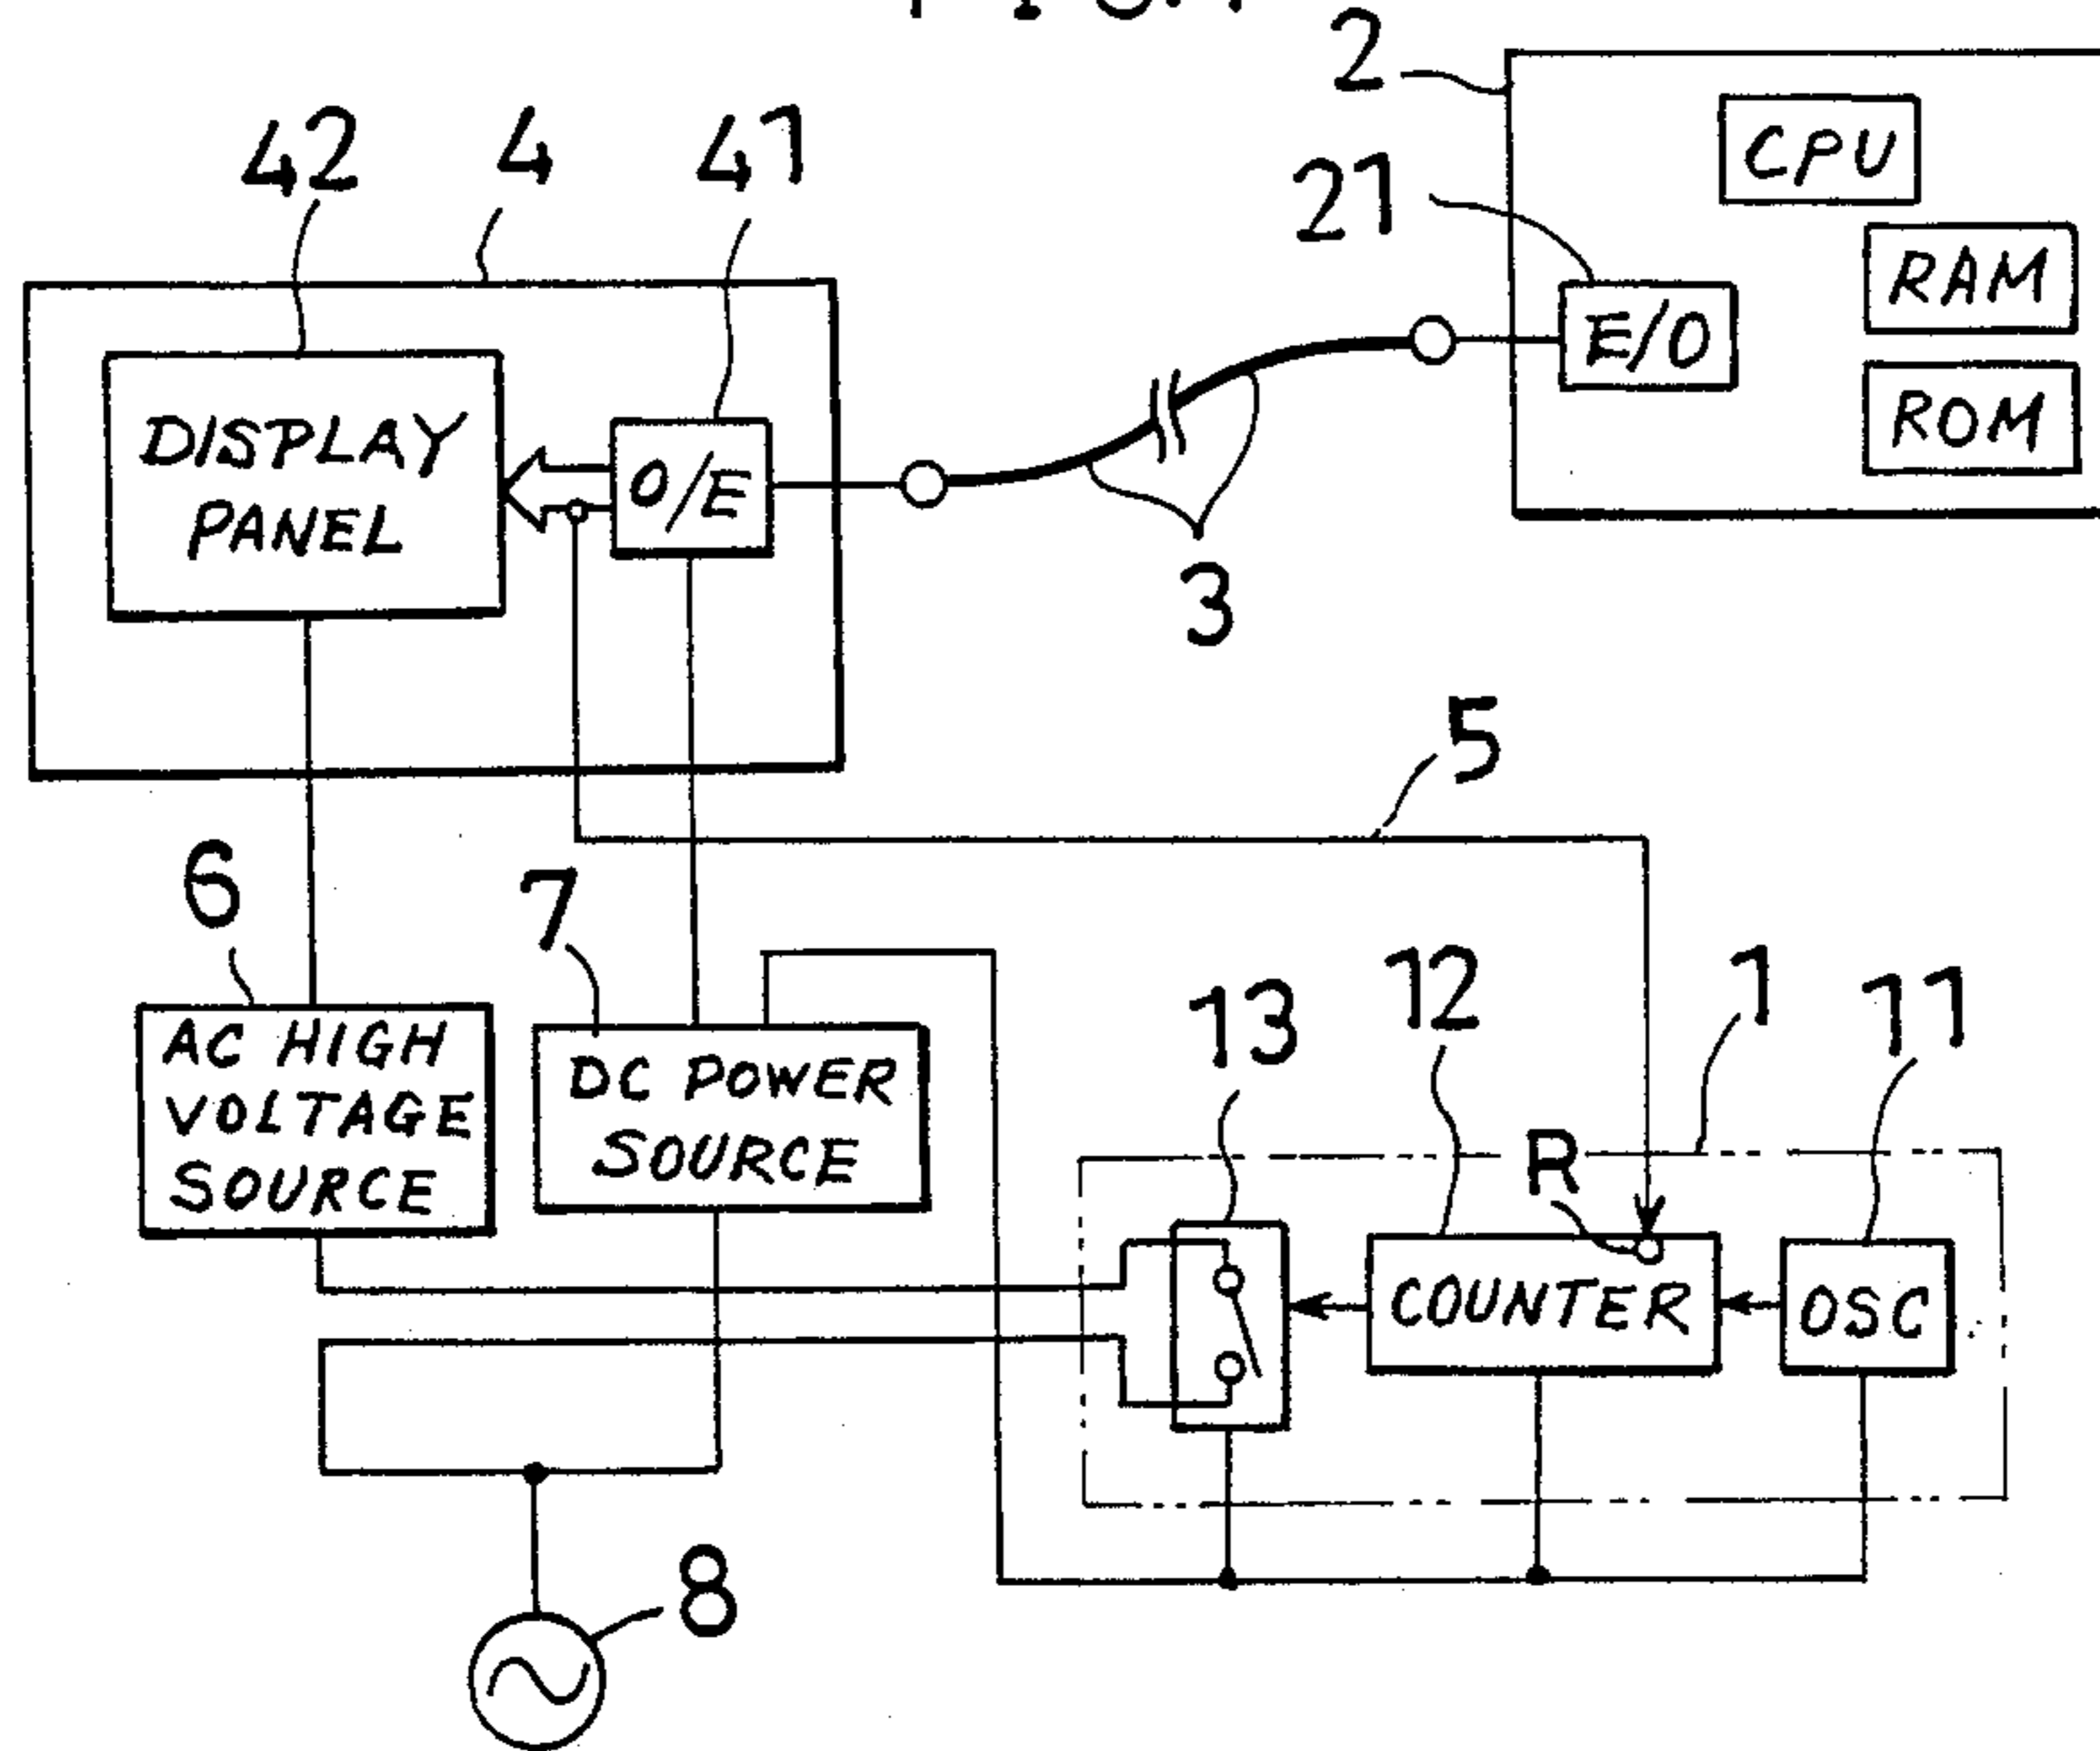 2
CPU
42
4
41
21
RAM
E/O
ROM
DISPLAY
PANEL
O/E
3
5
6
7
13
12
1
11
AC HIGH
VOLTAGE
SOURCE
DC POWER
SOURCE
R
COUNTER
OSC
8